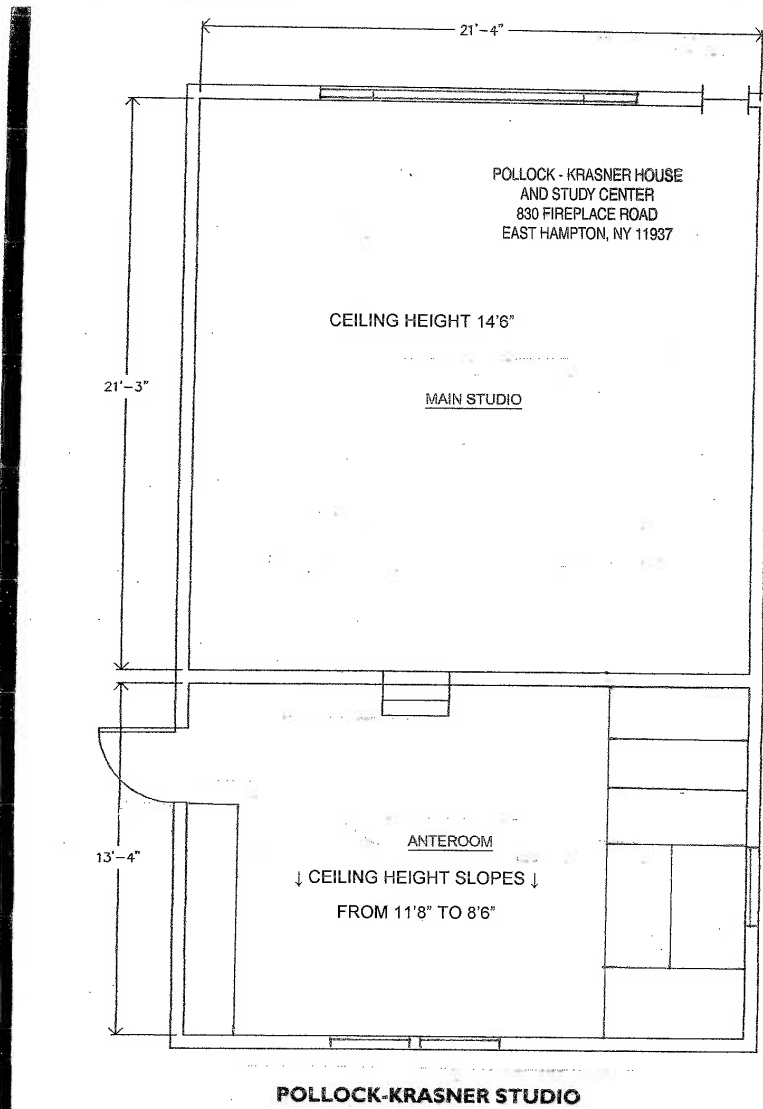 21'-4"
POLLOCK - KRASNER HOUSE
AND STUDY CENTER
830 FIREPLACE ROAD
EAST HAMPTON, NY 11937
CEILING HEIGHT 14'6"
21'-3"
MAIN STUDIO
ANTEROOM
13'-4"
↓ CEILING HEIGHT SLOPES ↓
FROM 11'8" TO 8'6"
POLLOCK-KRASNER STUDIO